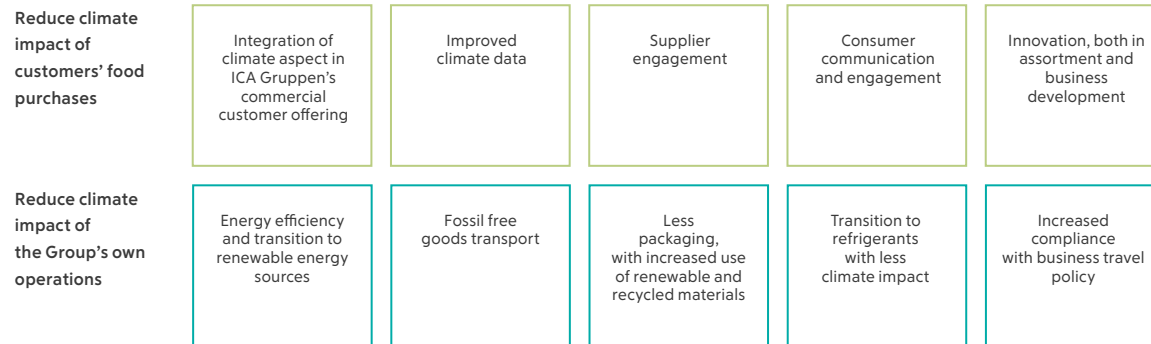 Reduce climate
impact of
customers’ food
purchases
Integration of
climate aspect in
ICA Gruppen’s
commercial
customer offering
Improved
climate data
Supplier
engagement
Consumer
communication
and engagement
Innovation, both in
assortment and
business
development
Reduce climate
impact of
the Group’s own
operations
Energy efficiency
and transition to
renewable energy
sources
Fossil free
goods transport
Less
packaging,
with increased use
of renewable and
recycled materials
Transition to
refrigerants
with less
climate impact
Increased
compliance
with business travel
policy